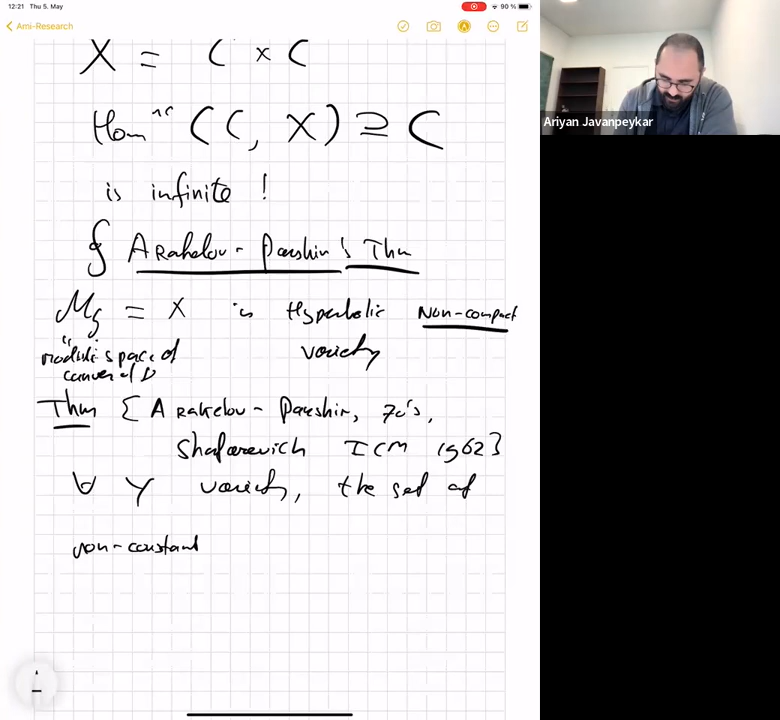 12:21 Thu 5. May
90 %
Ami-Research
X = C × C
Hom^nc (C, X) ⊇ C
is infinite !
§ Arakelov - Parshin's Thm
M_g = X is Hyperbolic Non-compact
moduli space of variety
curves of
Thm [Arakelov - Parshin, 70's,
Shafarevich ICM 1962]
∀ Y variety, the set of
non-constant
Ariyan Javanpeykar